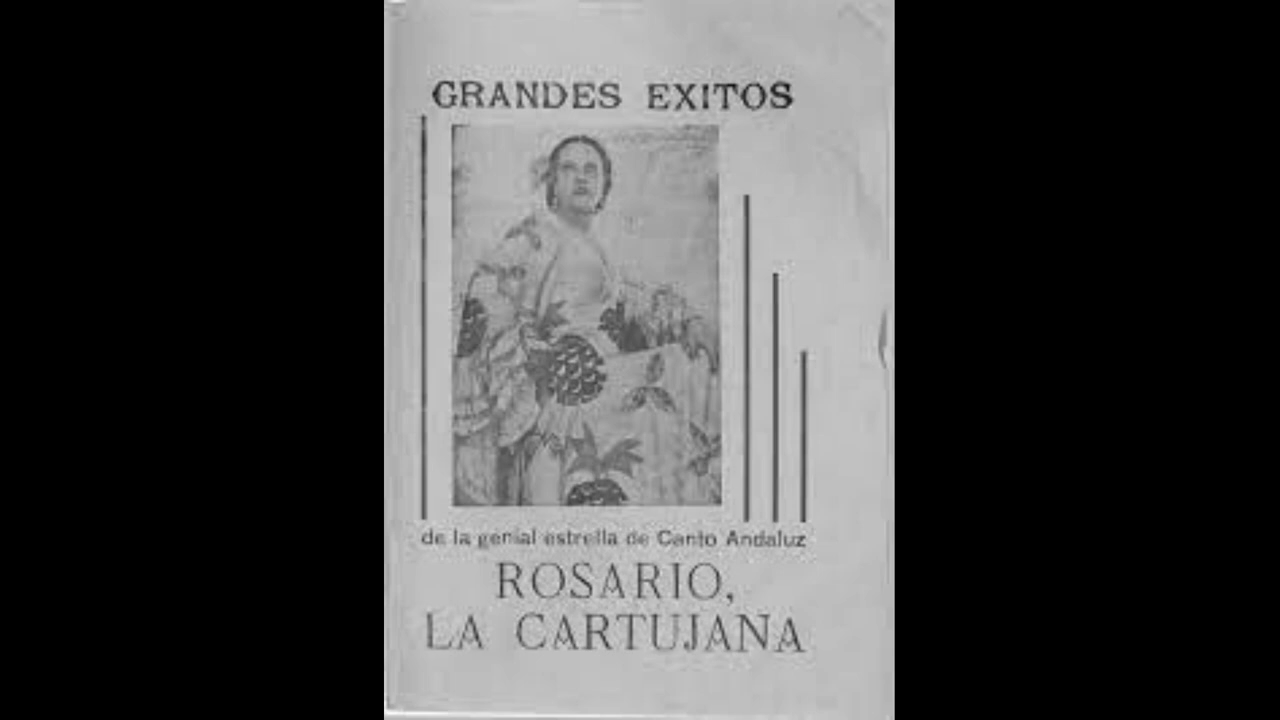 GRANDES EXITOS
de la genial estrella de Canto Andaluz
ROSARIO,
LA CARTUJANA